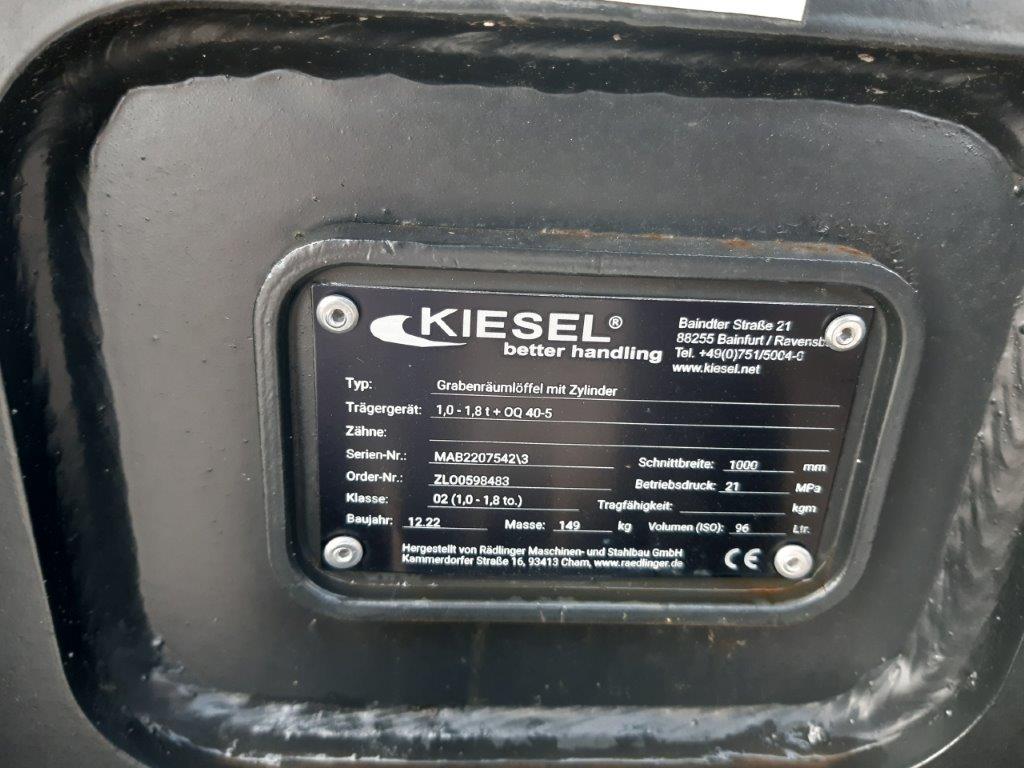 KIESEL®
better handling
Baindter Straße 21
88255 Bainfurt / Ravensb
Tel. +49(0)751/5004-0
www.kiesel.net
Typ: Grabenräumlöffel mit Zylinder
Trägergerät: 1,0 - 1,8 t + OQ 40-5
Zähne:
Serien-Nr.: MAB2207542\3 Schnittbreite: 1000 mm
Order-Nr.: ZLO0598483 Betriebsdruck: 21 MPa
Klasse: 02 (1,0 - 1,8 to.) Tragfähigkeit: kgm
Baujahr: 12.22 Masse: 149 kg Volumen (ISO): 96 Ltr.
Hergestellt von Rädlinger Maschinen- und Stahlbau GmbH
Kammerdorfer Straße 16, 93413 Cham, www.raedlinger.de
CE